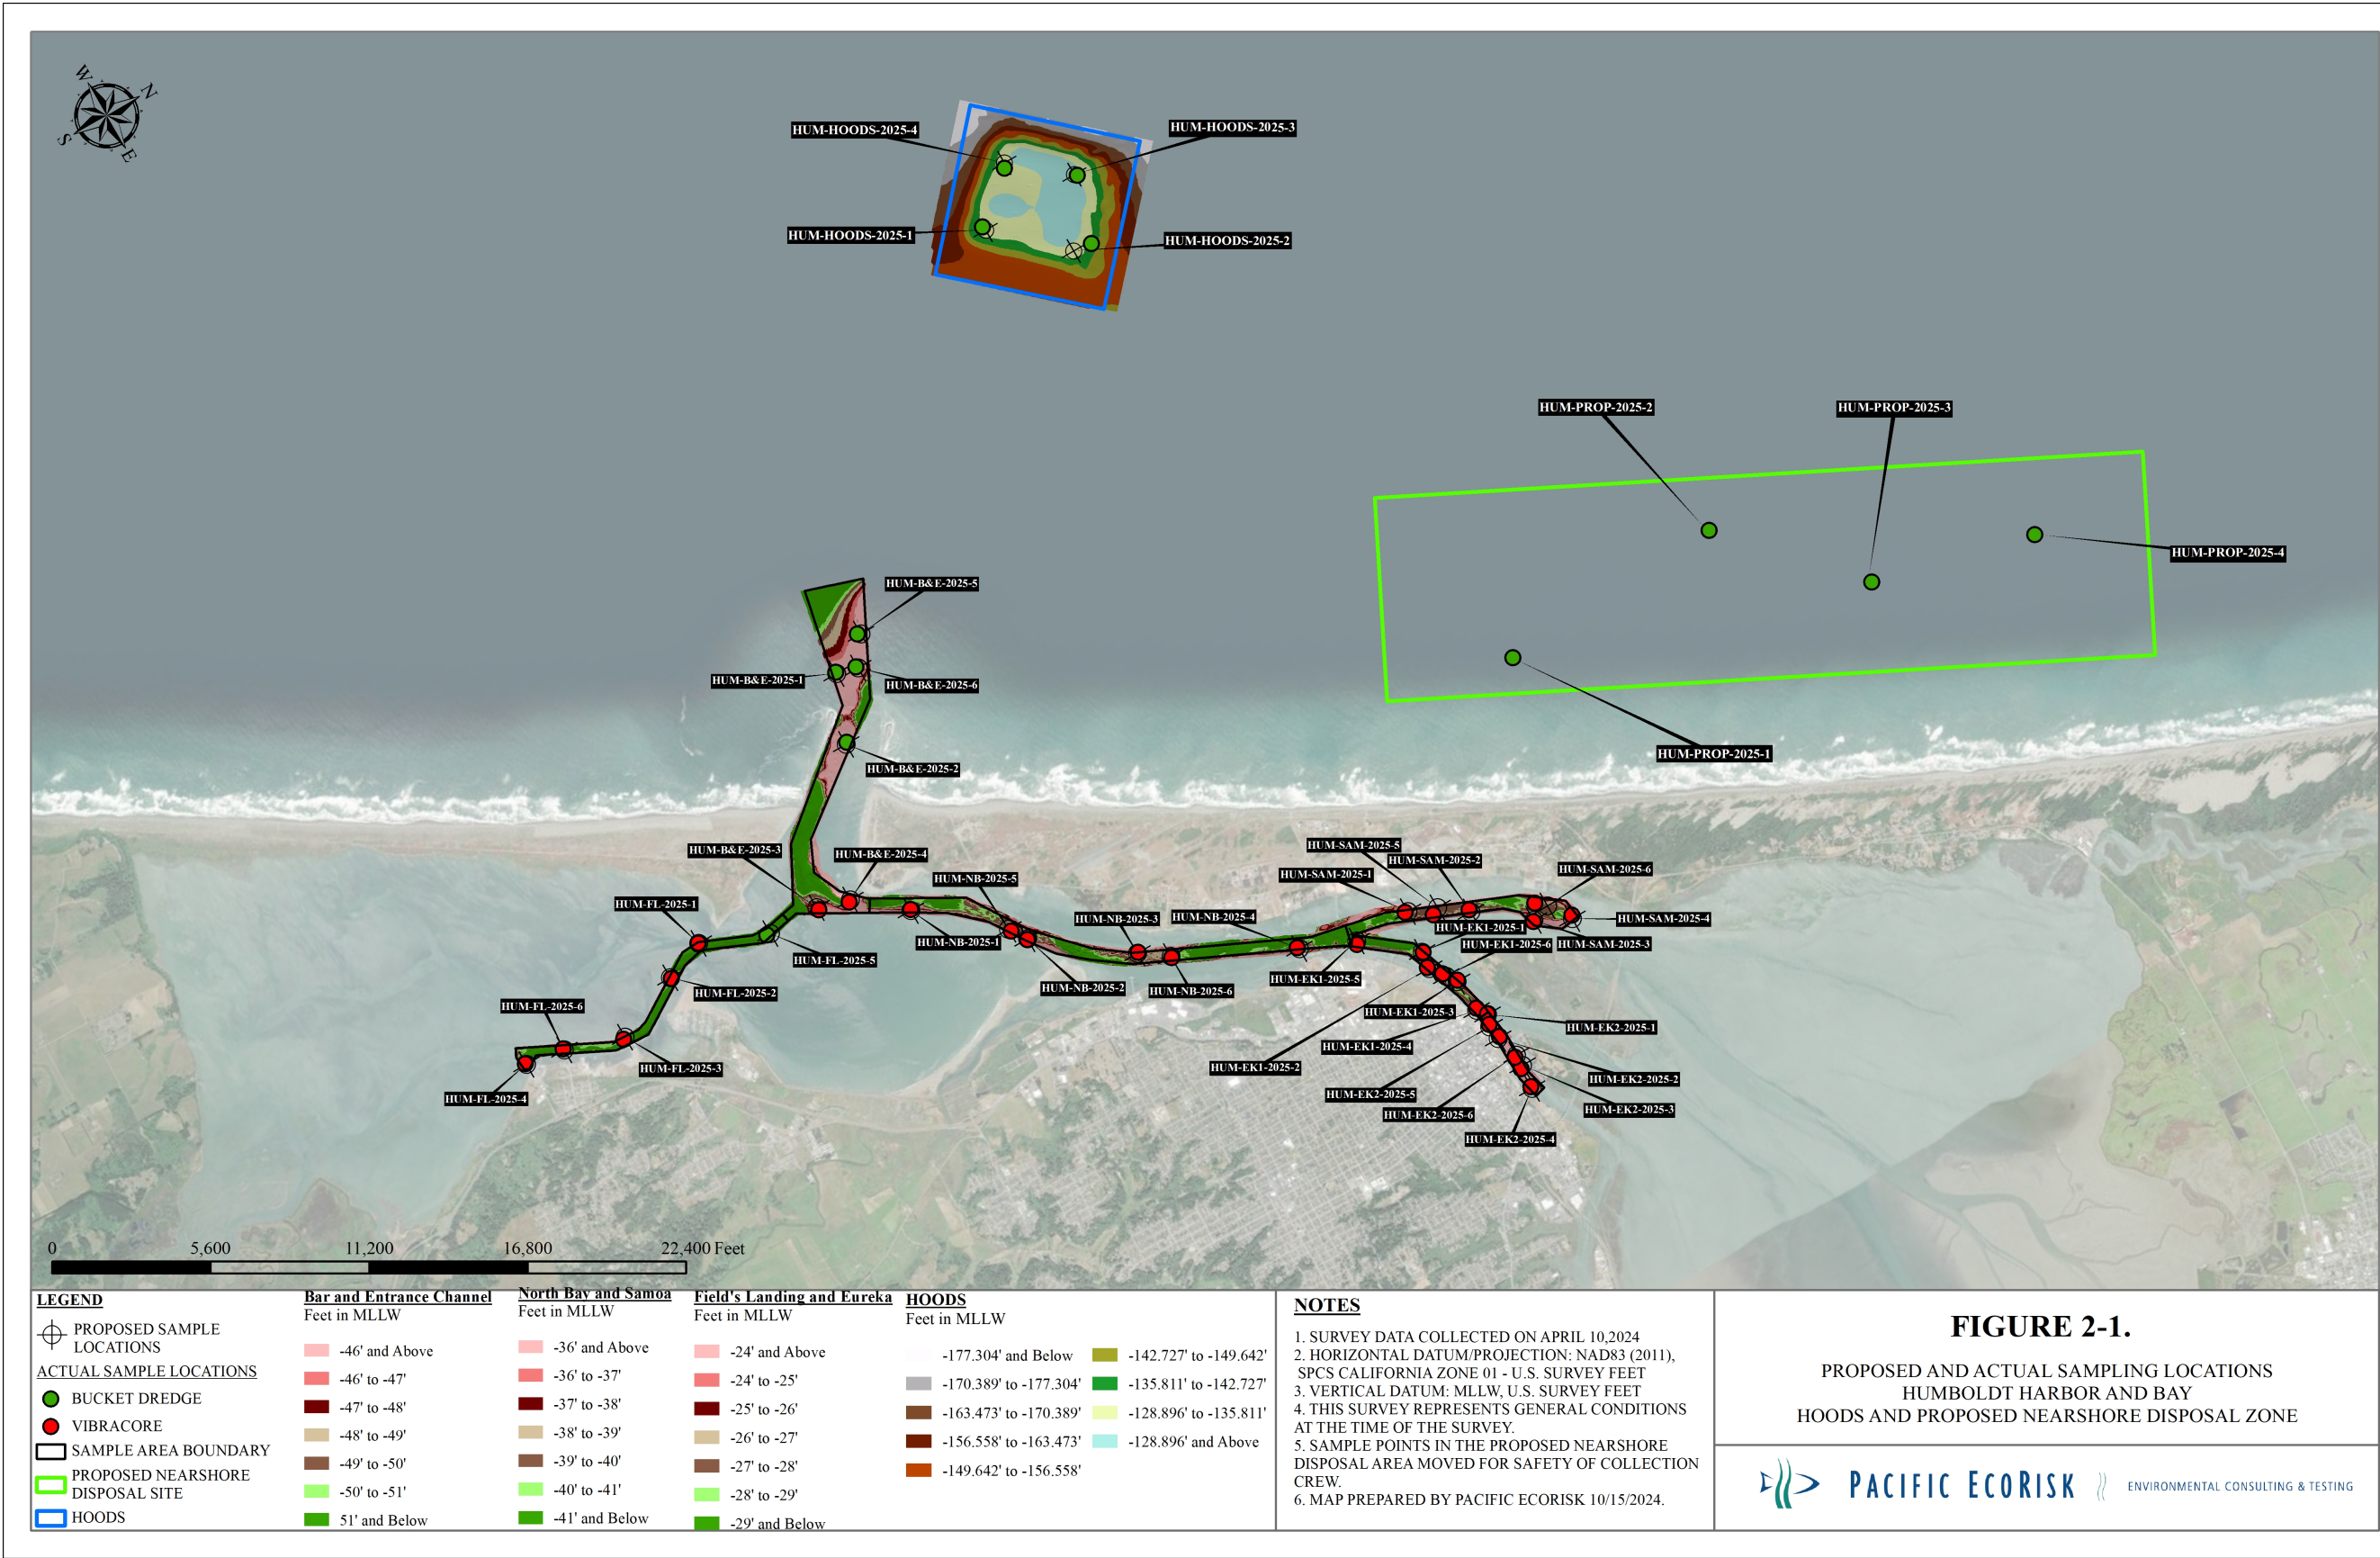 W
N
S
E
HUM-HOODS-2025-4
HUM-HOODS-2025-3
HUM-HOODS-2025-1
HUM-HOODS-2025-2
HUM-PROP-2025-2
HUM-PROP-2025-3
HUM-PROP-2025-4
HUM-PROP-2025-1
HUM-B&E-2025-5
HUM-B&E-2025-1
HUM-B&E-2025-6
HUM-B&E-2025-2
HUM-B&E-2025-3
HUM-B&E-2025-4
HUM-NB-2025-5
HUM-SAM-2025-5
HUM-SAM-2025-2
HUM-SAM-2025-1
HUM-SAM-2025-6
HUM-FL-2025-1
HUM-NB-2025-3
HUM-NB-2025-4
HUM-SAM-2025-4
HUM-EK1-2025-1
HUM-NB-2025-1
HUM-EK1-2025-6
HUM-SAM-2025-3
HUM-FL-2025-5
HUM-EK1-2025-5
HUM-FL-2025-2
HUM-NB-2025-2
HUM-NB-2025-6
HUM-FL-2025-6
HUM-EK1-2025-3
HUM-EK2-2025-1
HUM-EK1-2025-4
HUM-EK1-2025-2
HUM-FL-2025-3
HUM-EK2-2025-2
HUM-FL-2025-4
HUM-EK2-2025-5
HUM-EK2-2025-6
HUM-EK2-2025-3
HUM-EK2-2025-4
0 5,600 11,200 16,800 22,400 Feet
LEGEND
PROPOSED SAMPLE
LOCATIONS
ACTUAL SAMPLE LOCATIONS
BUCKET DREDGE
VIBRACORE
SAMPLE AREA BOUNDARY
PROPOSED NEARSHORE
DISPOSAL SITE
HOODS
Bar and Entrance Channel
Feet in MLLW
-46' and Above
-46' to -47'
-47' to -48'
-48' to -49'
-49' to -50'
-50' to -51'
51' and Below
North Bay and Samoa
Feet in MLLW
-36' and Above
-36' to -37'
-37' to -38'
-38' to -39'
-39' to -40'
-40' to -41'
-41' and Below
Field's Landing and Eureka
Feet in MLLW
-24' and Above
-24' to -25'
-25' to -26'
-26' to -27'
-27' to -28'
-28' to -29'
-29' and Below
HOODS
Feet in MLLW
-177.304' and Below
-170.389' to -177.304'
-163.473' to -170.389'
-156.558' to -163.473'
-149.642' to -156.558'
-142.727' to -149.642'
-135.811' to -142.727'
-128.896' to -135.811'
-128.896' and Above
NOTES
1. SURVEY DATA COLLECTED ON APRIL 10,2024
2. HORIZONTAL DATUM/PROJECTION: NAD83 (2011),
SPCS CALIFORNIA ZONE 01 - U.S. SURVEY FEET
3. VERTICAL DATUM: MLLW, U.S. SURVEY FEET
4. THIS SURVEY REPRESENTS GENERAL CONDITIONS
AT THE TIME OF THE SURVEY.
5. SAMPLE POINTS IN THE PROPOSED NEARSHORE
DISPOSAL AREA MOVED FOR SAFETY OF COLLECTION
CREW.
6. MAP PREPARED BY PACIFIC ECORISK 10/15/2024.
FIGURE 2-1.
PROPOSED AND ACTUAL SAMPLING LOCATIONS
HUMBOLDT HARBOR AND BAY
HOODS AND PROPOSED NEARSHORE DISPOSAL ZONE
PACIFIC ECORISK ENVIRONMENTAL CONSULTING & TESTING